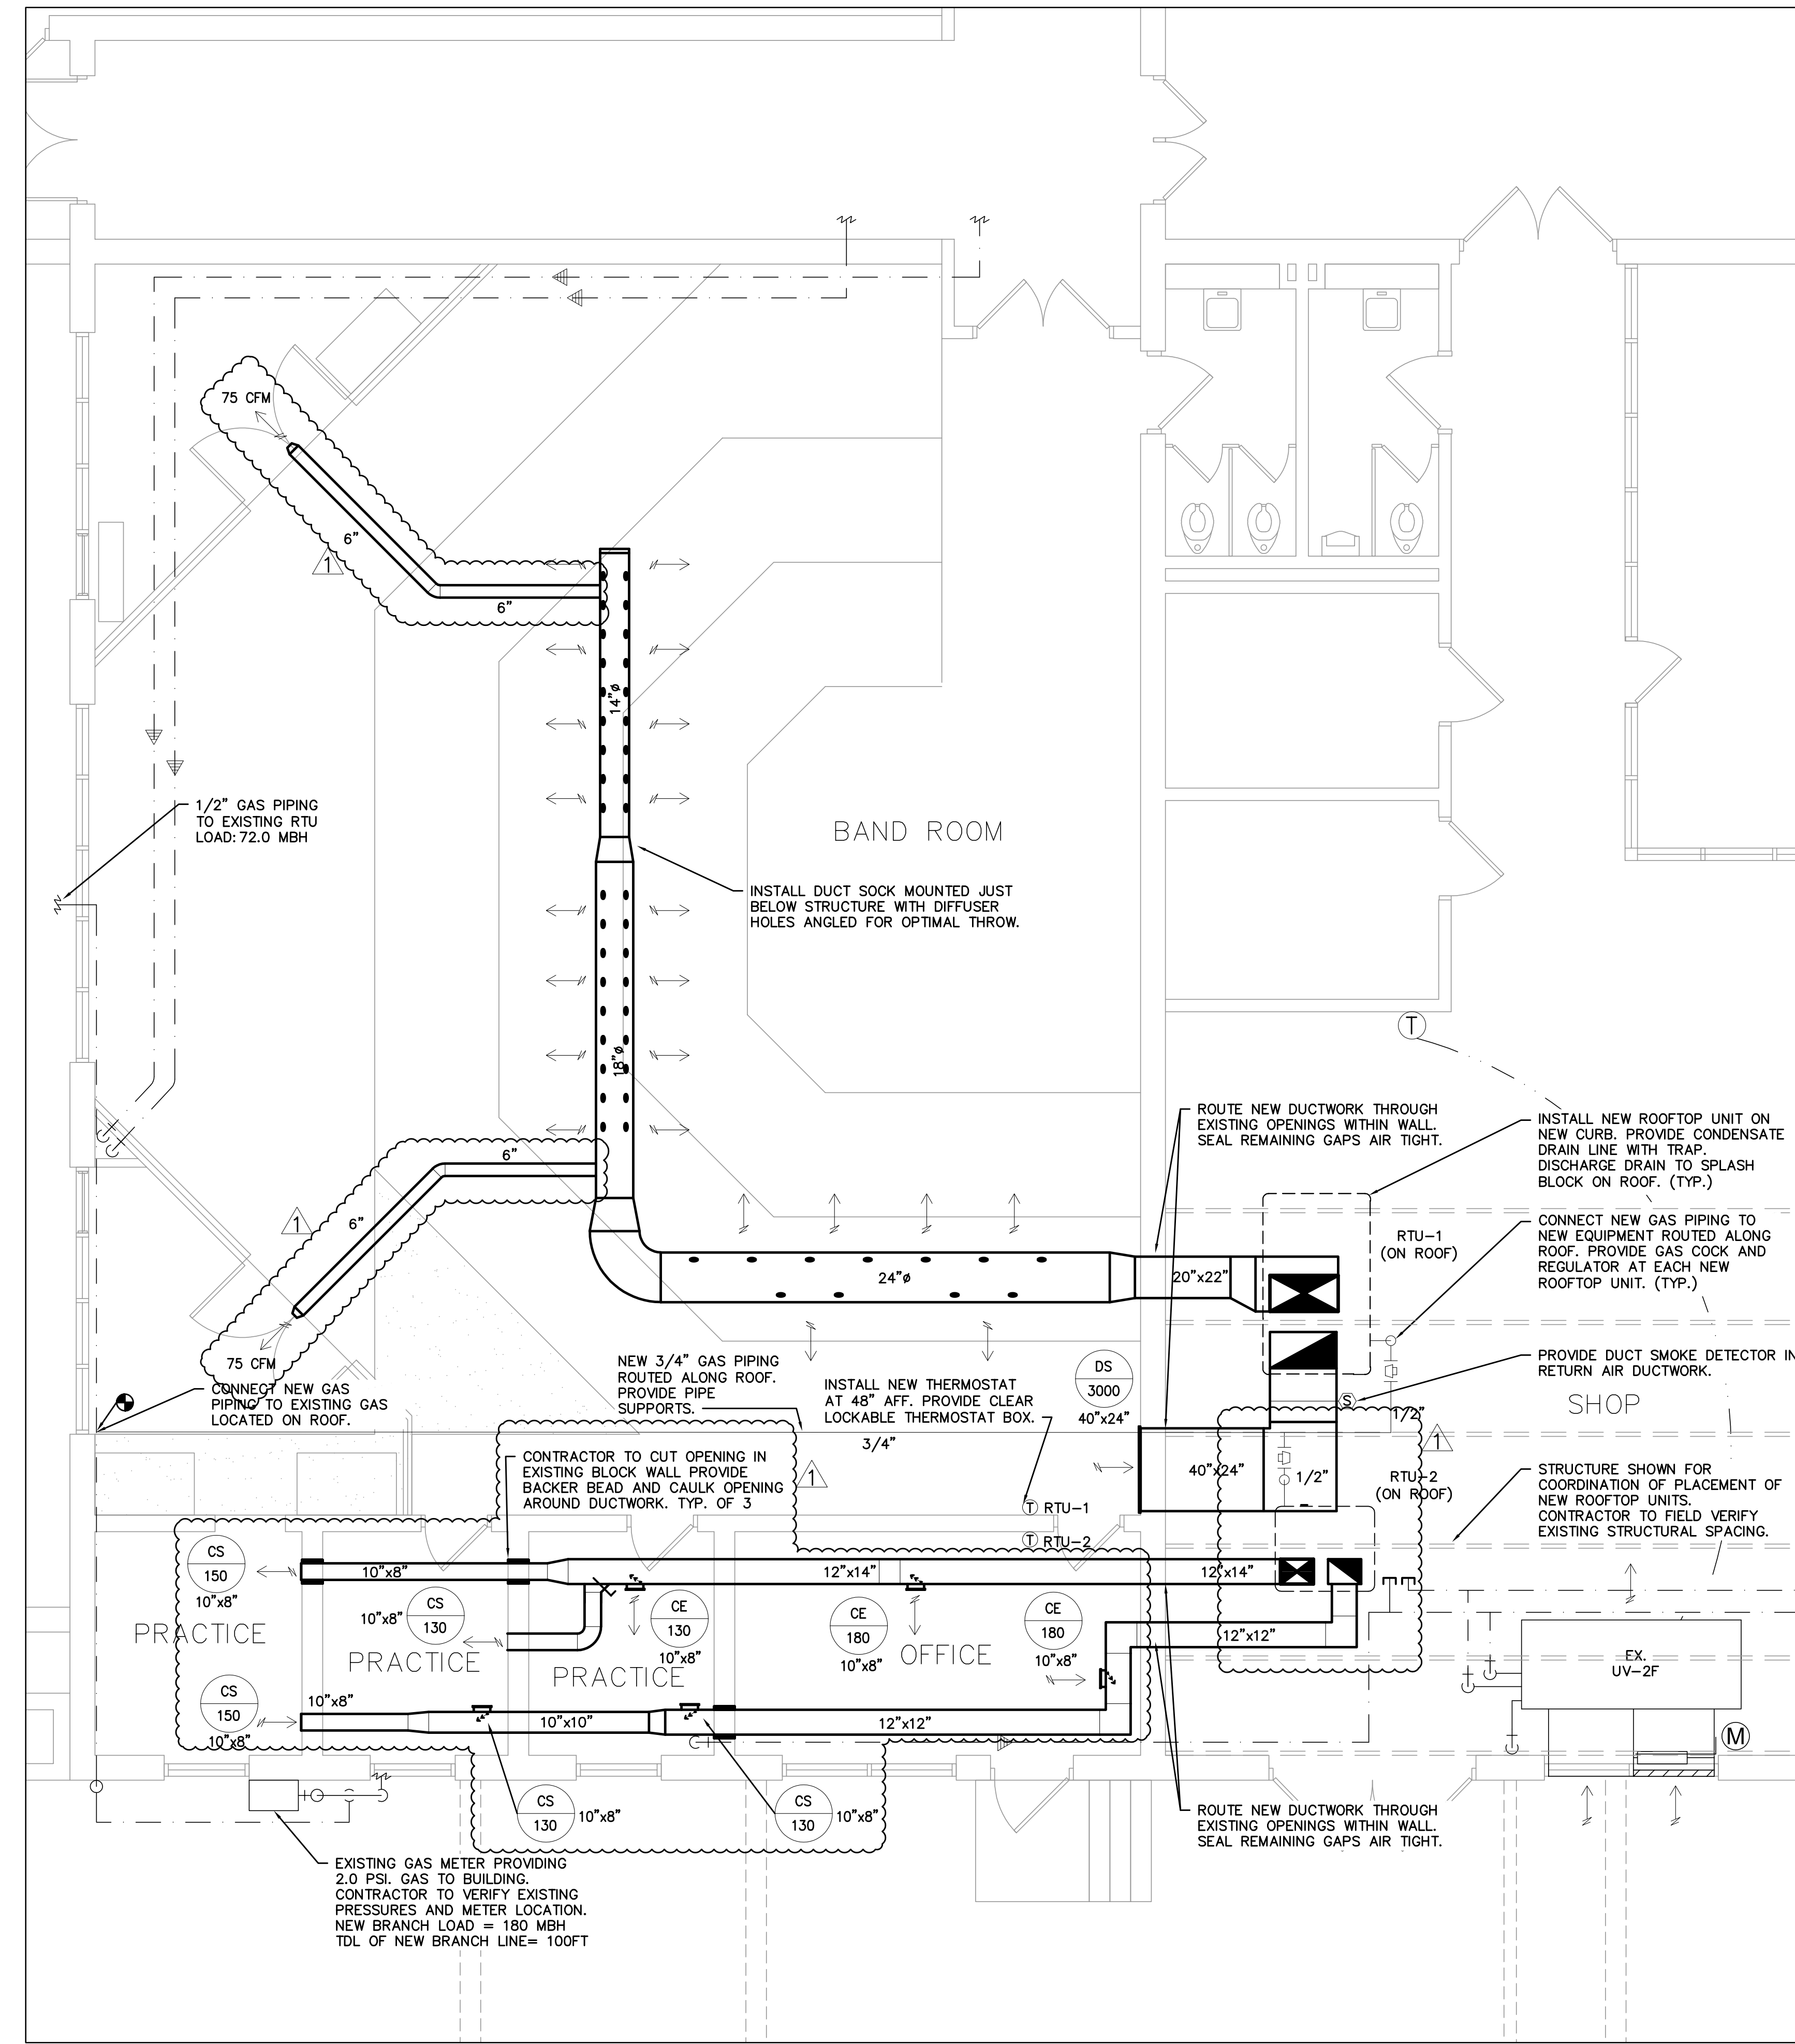 75 CFM
6"
1
6"
14"ø
1/2" GAS PIPING
TO EXISTING RTU
LOAD: 72.0 MBH
BAND ROOM
INSTALL DUCT SOCK MOUNTED JUST
BELOW STRUCTURE WITH DIFFUSER
HOLES ANGLED FOR OPTIMAL THROW.
T
18"ø
ROUTE NEW DUCTWORK THROUGH
EXISTING OPENINGS WITHIN WALL.
SEAL REMAINING GAPS AIR TIGHT.
INSTALL NEW ROOFTOP UNIT ON
NEW CURB. PROVIDE CONDENSATE
DRAIN LINE WITH TRAP.
DISCHARGE DRAIN TO SPLASH
BLOCK ON ROOF. (TYP.)
6"
1
6"
RTU-1
(ON ROOF)
CONNECT NEW GAS PIPING TO
NEW EQUIPMENT ROUTED ALONG
ROOF. PROVIDE GAS COCK AND
REGULATOR AT EACH NEW
ROOFTOP UNIT. (TYP.)
24"ø
20"x22"
75 CFM
CONNECT NEW GAS
PIPING TO EXISTING GAS
LOCATED ON ROOF.
NEW 3/4" GAS PIPING
ROUTED ALONG ROOF.
PROVIDE PIPE
SUPPORTS.
INSTALL NEW THERMOSTAT
AT 48" AFF. PROVIDE CLEAR
LOCKABLE THERMOSTAT BOX.
DS
3000
40"x24"
PROVIDE DUCT SMOKE DETECTOR IN
RETURN AIR DUCTWORK.
S
1/2"
SHOP
3/4"
1
CONTRACTOR TO CUT OPENING IN
EXISTING BLOCK WALL PROVIDE
BACKER BEAD AND CAULK OPENING
AROUND DUCTWORK. TYP. OF 3
1
40"x24"
1/2"
RTU-2
(ON ROOF)
STRUCTURE SHOWN FOR
COORDINATION OF PLACEMENT OF
NEW ROOFTOP UNITS.
CONTRACTOR TO FIELD VERIFY
EXISTING STRUCTURAL SPACING.
T RTU-1
T RTU-2
CS
150
10"x8"
10"x8"
12"x14"
12"x14"
10"x8"
CS
130
CE
130
10"x8"
CE
180
10"x8"
CE
180
10"x8"
PRACTICE
PRACTICE
PRACTICE
OFFICE
12"x12"
EX.
UV-2F
CS
150
10"x8"
10"x8"
10"x10"
12"x12"
M
CS
130
10"x8"
CS
130
10"x8"
ROUTE NEW DUCTWORK THROUGH
EXISTING OPENINGS WITHIN WALL.
SEAL REMAINING GAPS AIR TIGHT.
EXISTING GAS METER PROVIDING
2.0 PSI. GAS TO BUILDING.
CONTRACTOR TO VERIFY EXISTING
PRESSURES AND METER LOCATION.
NEW BRANCH LOAD = 180 MBH
TDL OF NEW BRANCH LINE= 100FT